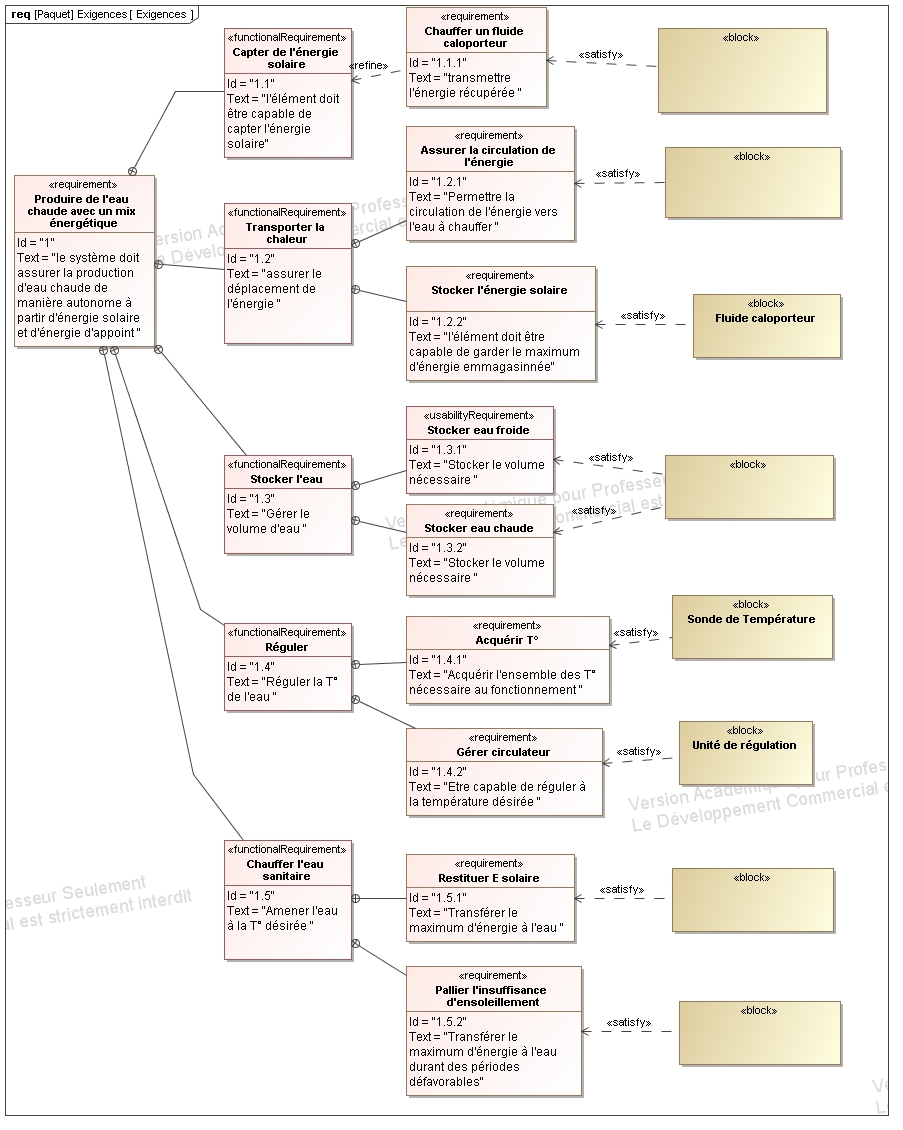 req [Paquet] Exigences [ Exigences ]
«functionalRequirement»
Capter de l'énergie
solaire
Id = "1.1"
Text = "l'élément doit
être capable de
capter l'énergie
solaire"
«refine»
«requirement»
Chauffer un fluide
caloporteur
Id = "1.1.1"
Text = "transmettre
l'énergie récupérée "
«satisfy»
«block»
«requirement»
Assurer la circulation de
l'énergie
Id = "1.2.1"
Text = "Permettre la
circulation de l'énergie vers
l'eau à chauffer"
«satisfy»
«block»
«requirement»
Produire de l'eau
chaude avec un mix
énergétique
Id = "1"
Text = "le système doit
assurer la production
d'eau chaude de
manière autonome à
partir d'énergie solaire
et d'énergie d'appoint "
«functionalRequirement»
Transporter la
chaleur
Id = "1.2"
Text = "assurer le
déplacement de
l'énergie "
«requirement»
Stocker l'énergie solaire
Id = "1.2.2"
Text = "l'élément doit être
capable de garder le maximum
d'énergie emmagasinnée"
«satisfy»
«block»
Fluide caloporteur
«functionalRequirement»
Stocker l'eau
Id = "1.3"
Text = "Gérer le
volume d'eau "
«usabilityRequirement»
Stocker eau froide
Id = "1.3.1"
Text = "Stocker le volume
nécessaire "
«satisfy»
«block»
«requirement»
Stocker eau chaude
Id = "1.3.2"
Text = "Stocker le volume
nécessaire "
«satisfy»
«functionalRequirement»
Réguler
Id = "1.4"
Text = "Réguler la T°
de l'eau "
«requirement»
Acquérir T°
Id = "1.4.1"
Text = "Acquérir l'ensemble des T°
nécessaire au fonctionnement"
«satisfy»
«block»
Sonde de Température
«requirement»
Gérer circulateur
Id = "1.4.2"
Text = "Etre capable de réguler à
la température désirée "
«satisfy»
«block»
Unité de régulation
«functionalRequirement»
Chauffer l'eau
sanitaire
Id = "1.5"
Text = "Amener l'eau
à la T° désirée "
«requirement»
Restituer E solaire
Id = "1.5.1"
Text = "Transférer le
maximum d'énergie à l'eau "
«satisfy»
«block»
«requirement»
Pallier l'insuffisance
d'ensoleillement
Id = "1.5.2"
Text = "Transférer le
maximum d'énergie à l'eau
durant des périodes
défavorables"
«satisfy»
«block»
Version Académique pour Profes
Le Développement Commercial e
esseur Seulement
al est strictement interdit